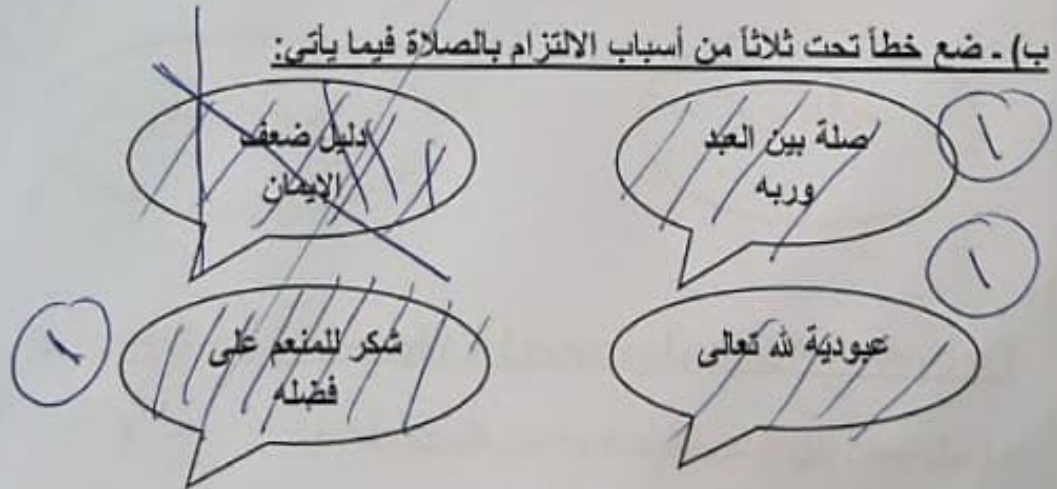 ب) - ضع خطاً تحت ثلاثاً من أسباب الالتزام بالصلاة فيما يأتي:
صلة بين العبد
وربه
١
دليل ضعف
الإيمان
عبودية لله تعالى
١
شكر للمنعم على
فضله
١